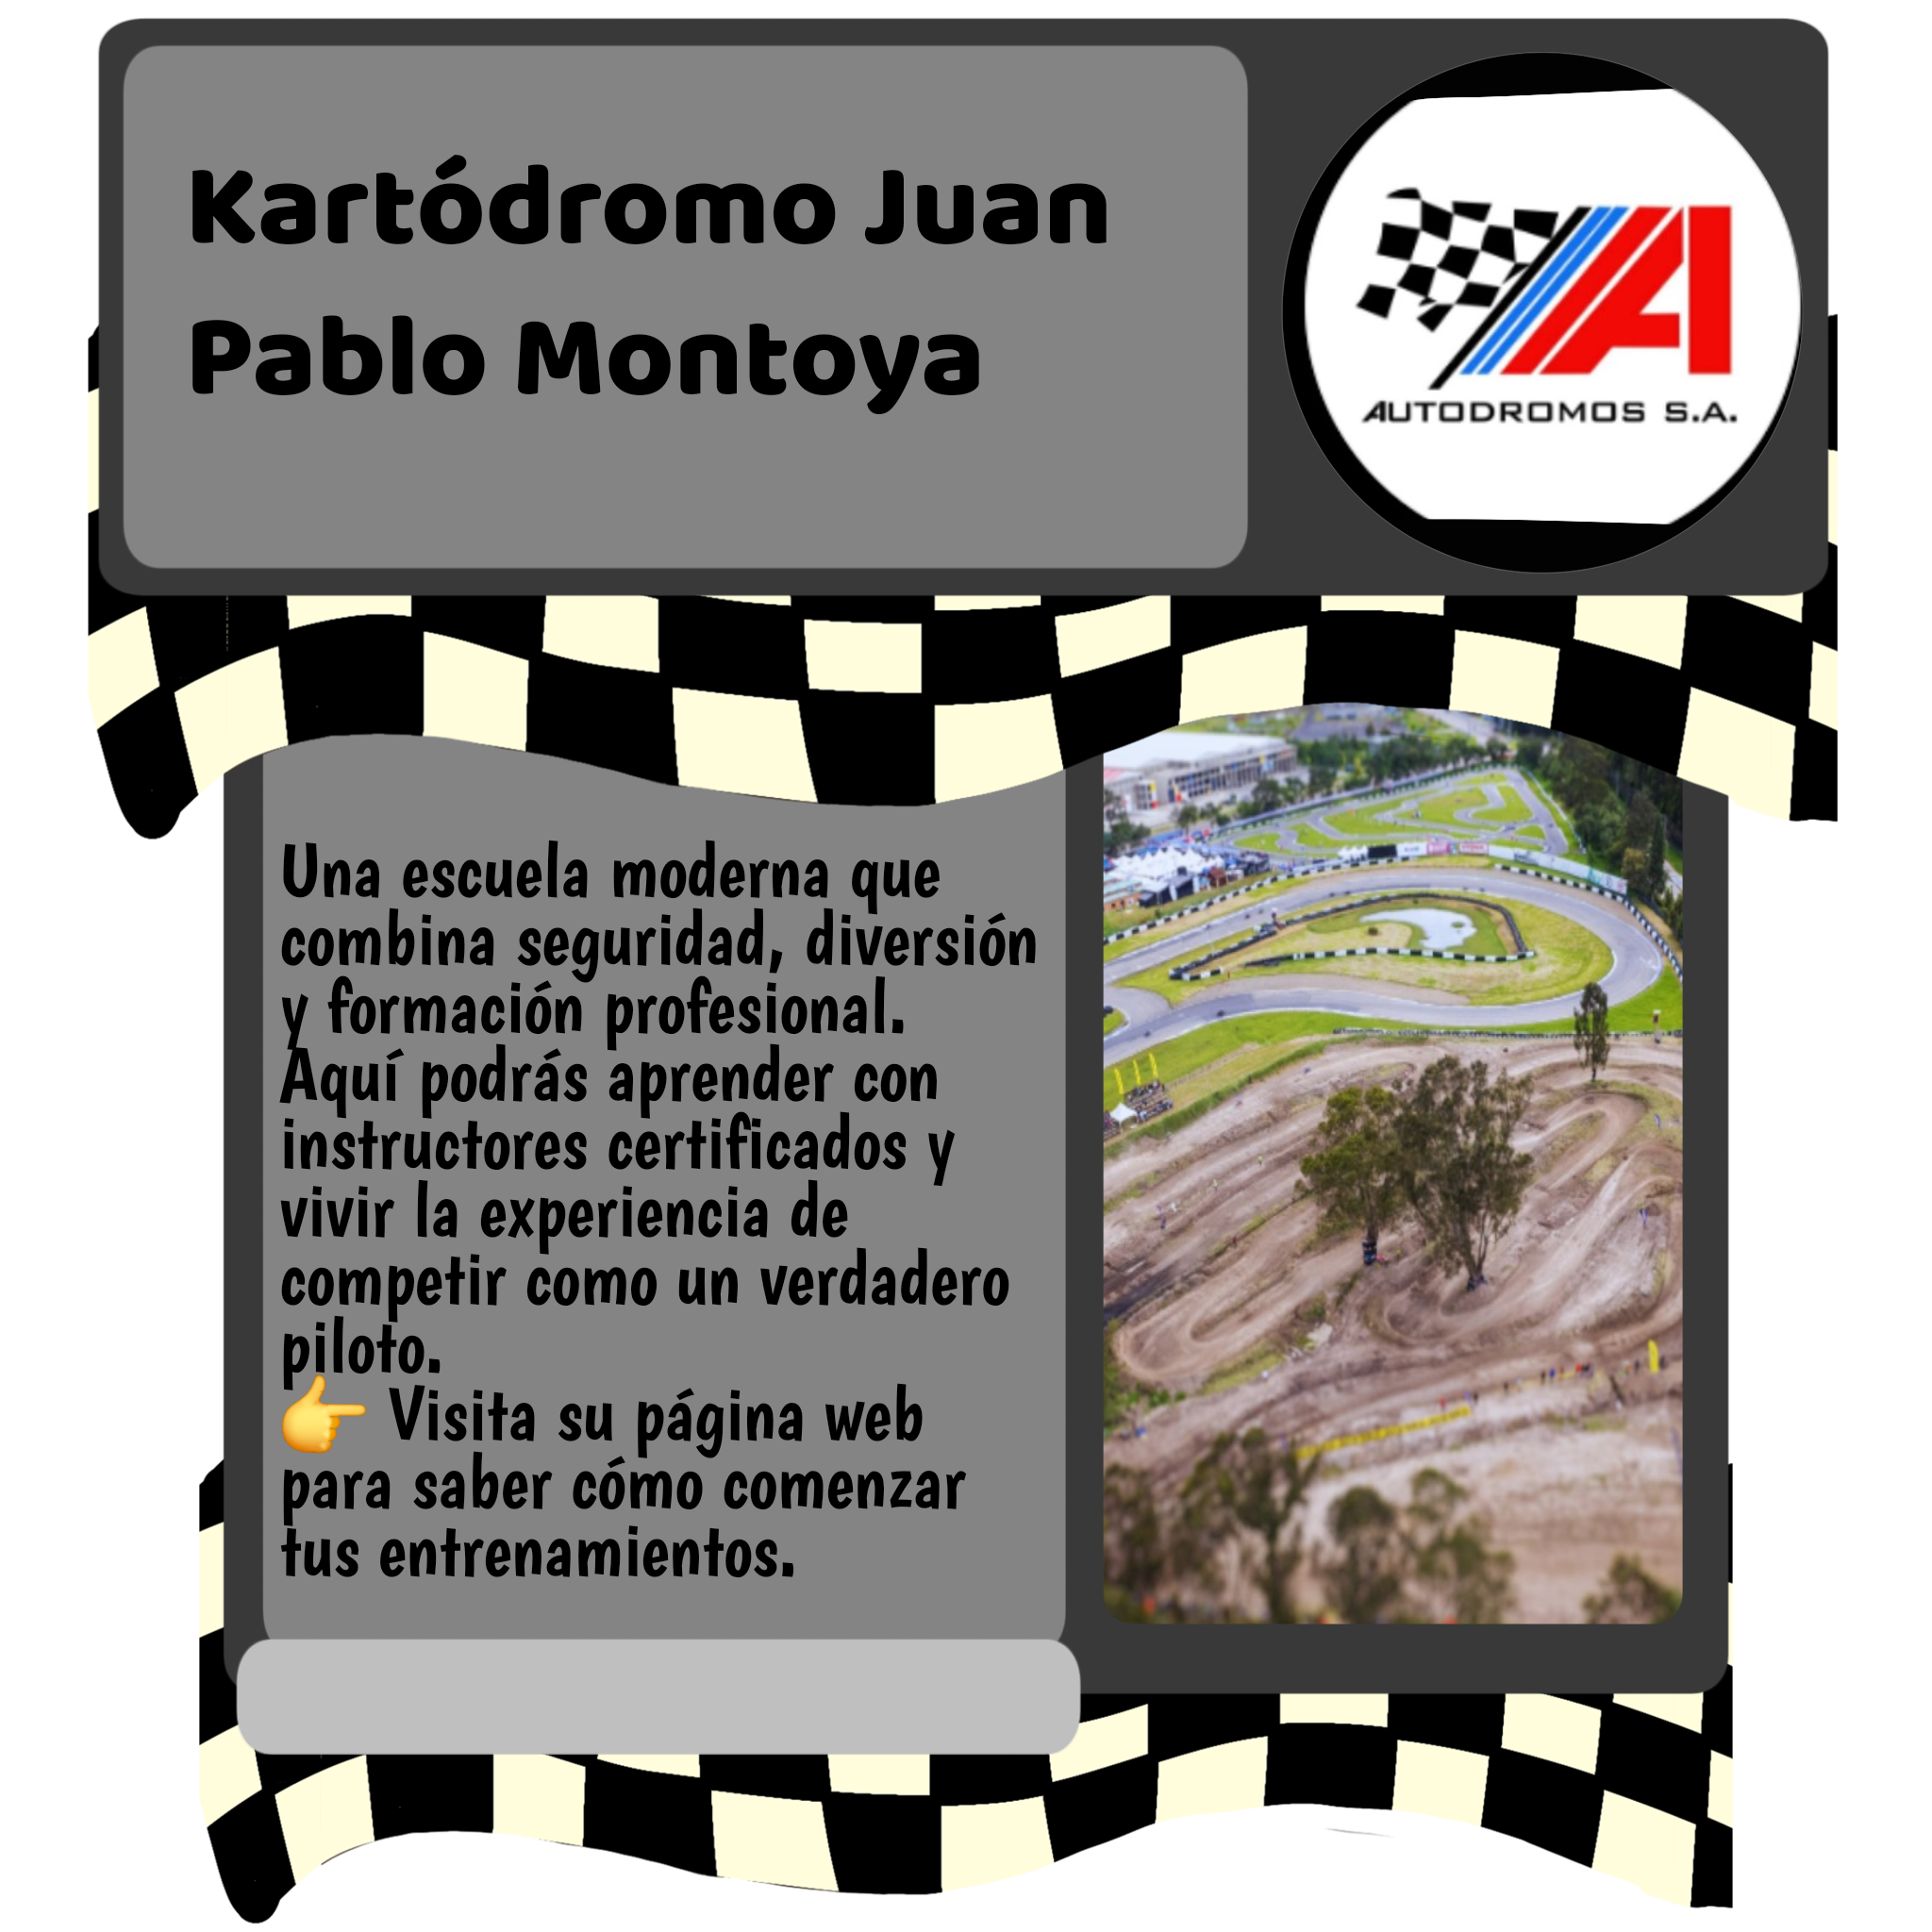 Kartódromo Juan
Pablo Montoya
AUTODROMOS S.A.
Una escuela moderna que
combina seguridad, diversión
y formación profesional.
Aquí podrás aprender con
instructores certificados y
vivir la experiencia de
competir como un verdadero
piloto.
👉 Visita su página web
para saber cómo comenzar
tus entrenamientos.